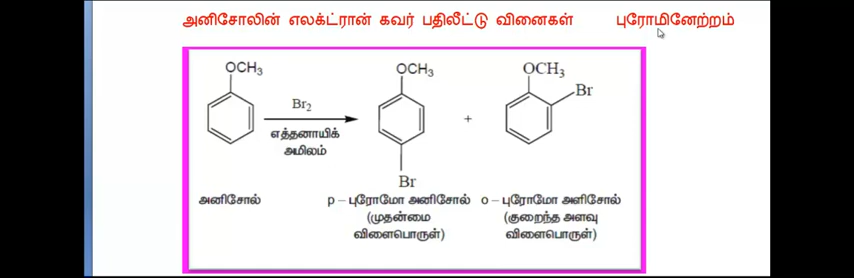 அனிசோலின் எலக்ட்ரான் கவர் பதிலீட்டு வினைகள் புரோமினேற்றம்
OCH3 OCH3 OCH3
Br2 + Br
எத்தனாயிக்
அமிலம்
Br
அனிசோல் p – புரோமோ அனிசோல் o – புரோமோ அனிசோல்
(முதன்மை (குறைந்த அளவு
விளைபொருள்) விளைபொருள்)